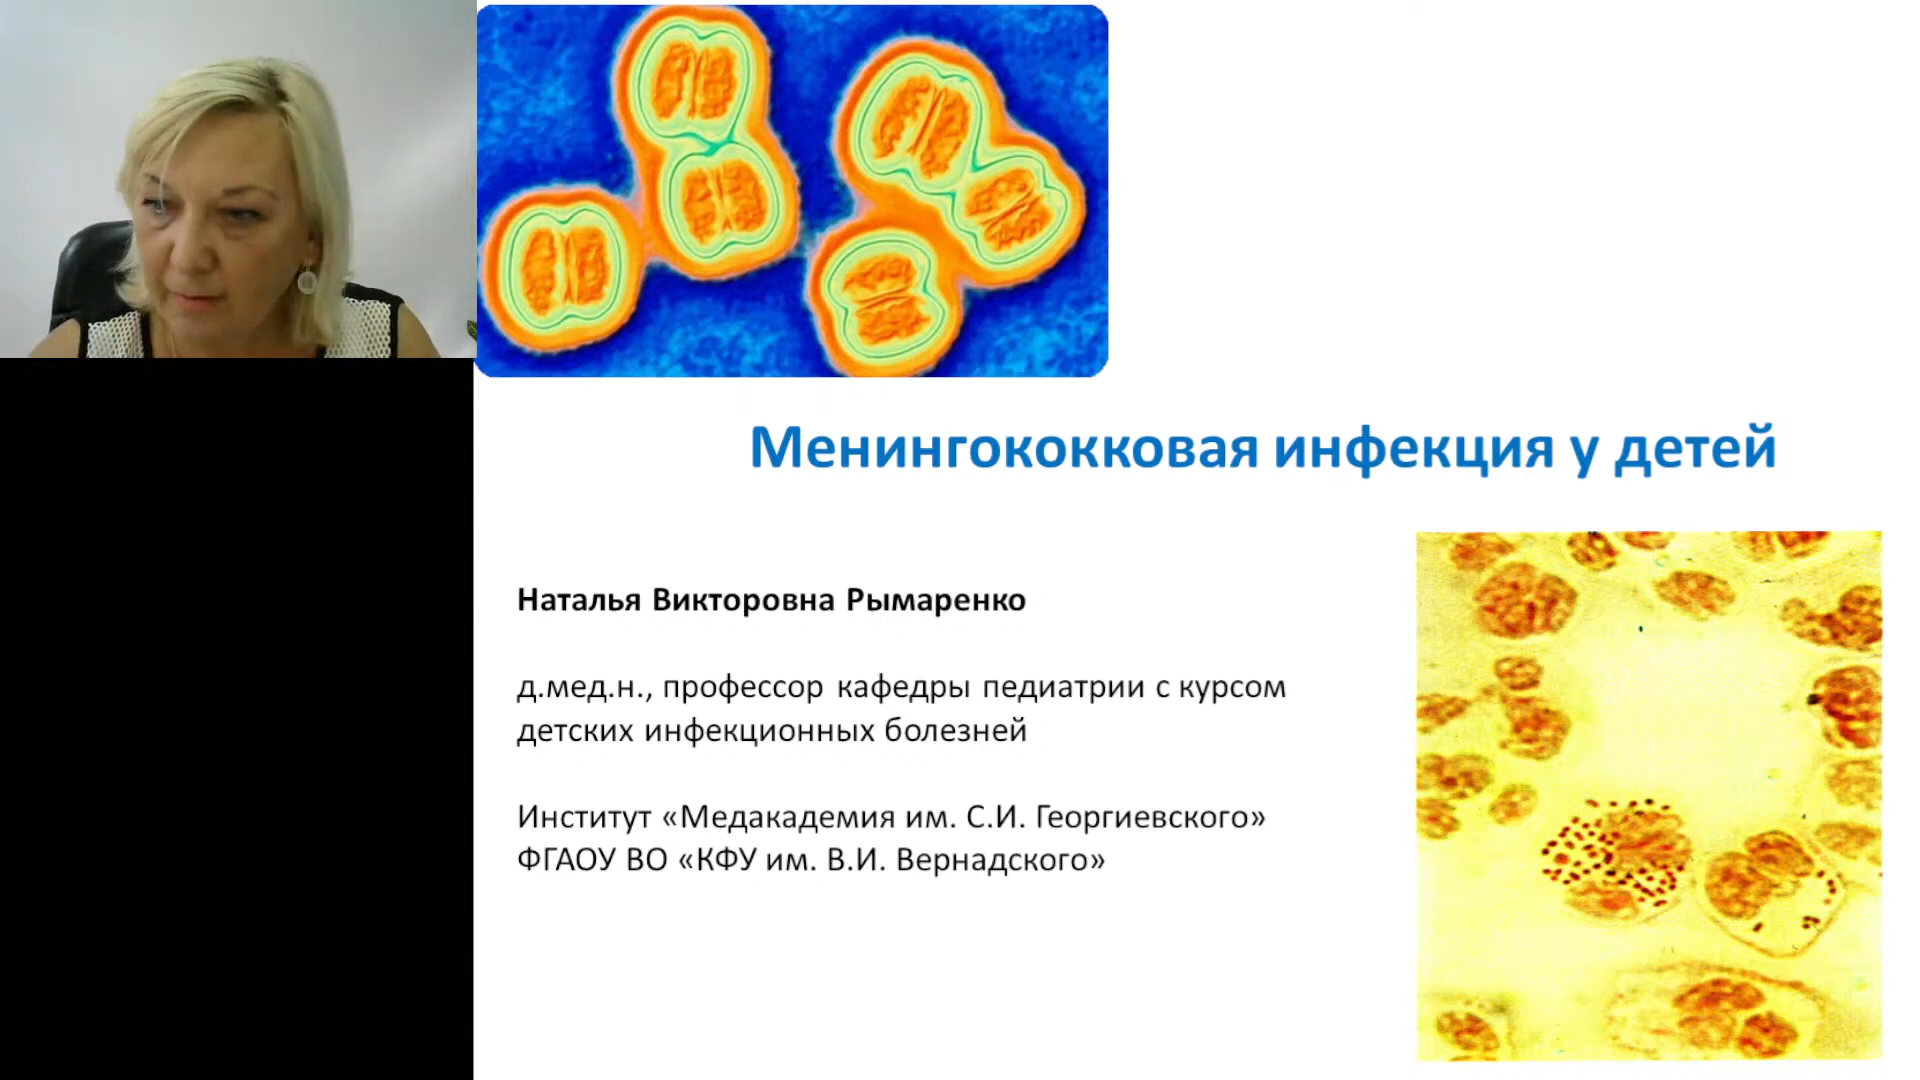 Менингококковая инфекция у детей
Наталья Викторовна Рымаренко
д.мед.н., профессор кафедры педиатрии с курсом
детских инфекционных болезней
Институт «Медакадемия им. С.И. Георгиевского»
ФГАОУ ВО «КФУ им. В.И. Вернадского»